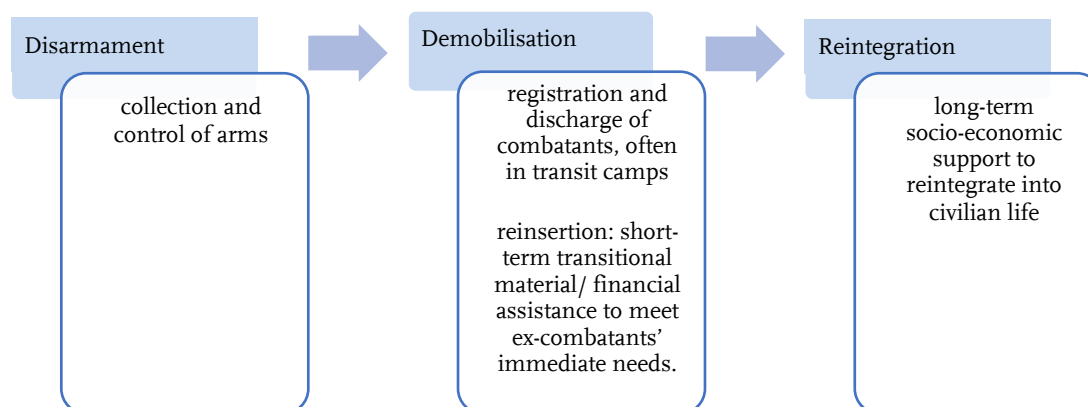 Disarmament
collection and
control of arms
Demobilisation
registration and
discharge of
combatants, often
in transit camps
reinsertion: short-
term transitional
material/ financial
assistance to meet
ex-combatants’
immediate needs.
Reintegration
long-term
socio-economic
support to
reintegrate into
civilian life